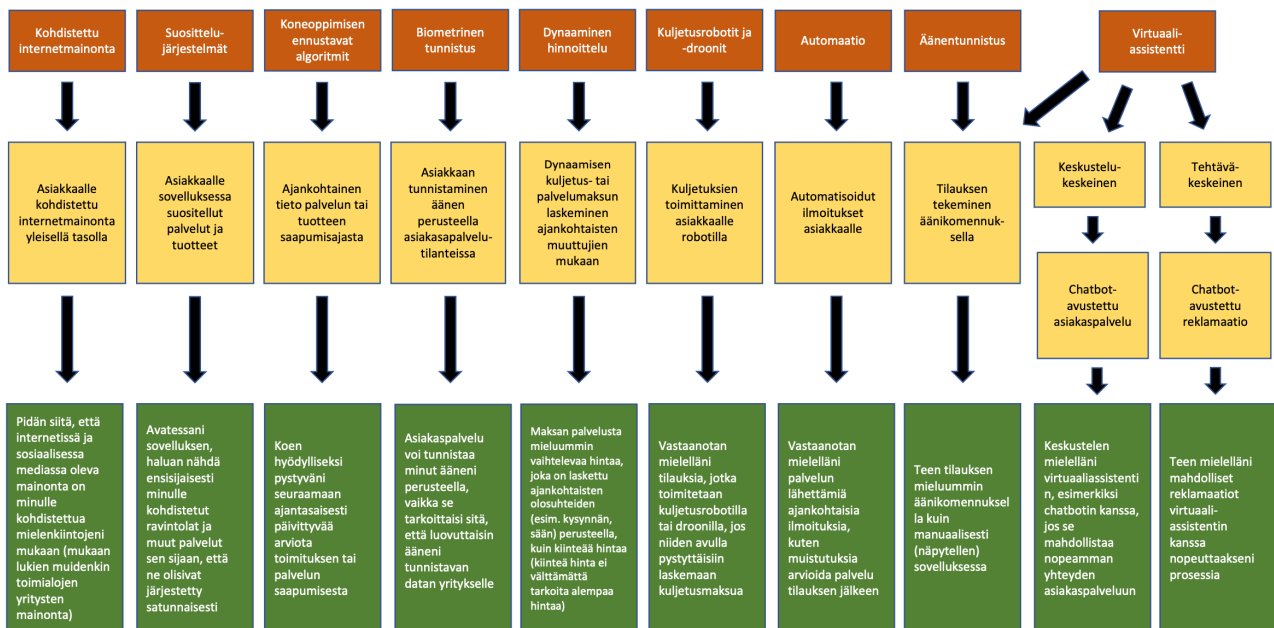 Kohdistettu
internetmainonta
Suosittelu-
järjestelmät
Koneoppimisen
ennustavat
algoritmit
Biometrinen
tunnistus
Dynaaminen
hinnoittelu
Kuljetusrobotit ja
-droonit
Automaatio
Äänentunnistus
Virtuaali-
assistentti
Asiakkaalle
kohdistettu
internetmainonta
yleisellä tasolla
Asiakkaalle
sovelluksessa
suositellut
palvelut ja
tuotteet
Ajankohtainen
tieto palvelun tai
tuotteen
saapumisajasta
Asiakkaan
tunnistaminen
äänen
perusteella
asiakasapalvelu-
tilanteissa
Dynaamisen
kuljetus- tai
palvelumaksun
laskeminen
ajankohtaisten
muuttujien
mukaan
Kuljetuksien
toimittaminen
asiakkaalle
robotilla
Automatisoidut
ilmoitukset
asiakkaalle
Tilauksen
tekeminen
äänikomennuk-
sella
Keskustelu-
keskeinen
Tehtävä-
keskeinen
Chatbot-
avustettu
asiakaspalvelu
Chatbot-
avustettu
reklamaatio
Pidän siitä, että
internetissä ja
sosiaalisessa
mediassa oleva
mainonta on
minulle
kohdistettua
mielenkiintojeni
mukaan (mukaan
lukien muidenkin
toimialojen
yritysten
mainonta)
Avatessani
sovelluksen,
haluan nähdä
ensisijaisesti
minulle
kohdistetut
ravintolat ja
muut palvelut
sen sijaan, että
ne olisivat
järjestetty
satunnaisesti
Koen
hyödylliseksi
pystyväni
seuraamaan
ajantasaisesti
päivittyvää
arviota
toimituksen tai
palvelun
saapumisesta
Asiakaspalvelu
voi tunnistaa
minut ääneni
perusteella,
vaikka se
tarkoittaisi sitä,
että luovuttaisin
ääneni
tunnistavan
datan yritykselle
Maksan palvelusta
mieluummin
vaihtelevaa hintaa,
joka on laskettu
ajankohtaisten
olosuhteiden
(esim. kysynnän,
sään) perusteella,
kuin kiinteää hintaa
(kiinteä hinta ei
välttämättä
tarkoita alempaa
hintaa)
Vastaanotan
mielelläni
tilauksia, jotka
toimitetaan
kuljetusrobotilla
tai droonilla, jos
niiden avulla
pystyttäisiin
laskemaan
kuljetusmaksua
Vastaanotan
mielelläni
palvelun
lähettämiä
ajankohtaisia
ilmoituksia,
kuten
muistutuksia
arvioida palvelu
tilauksen jälkeen
Teen tilauksen
mieluummin
äänikomennuksel
la kuin
manuaalisesti
(näpytellen)
sovelluksessa
Keskustelen
mielelläni
virtuaaliassistenti
n, esimerkiksi
chatbotin kanssa,
jos se
mahdollistaa
nopeamman
yhteyden
asiakaspalveluun
Teen mielelläni
mahdolliset
reklamaatiot
virtuaali-
assistentin
kanssa
nopeuttaakseni
prosessia